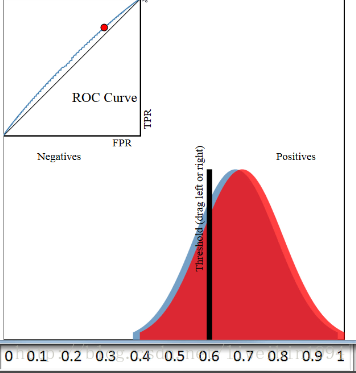 ROC Curve
TPR
FPR
Negatives
Positives
Threshold (drag left or right)
0 0.1 0.2 0.3 0.4 0.5 0.6 0.7 0.8 0.9 1